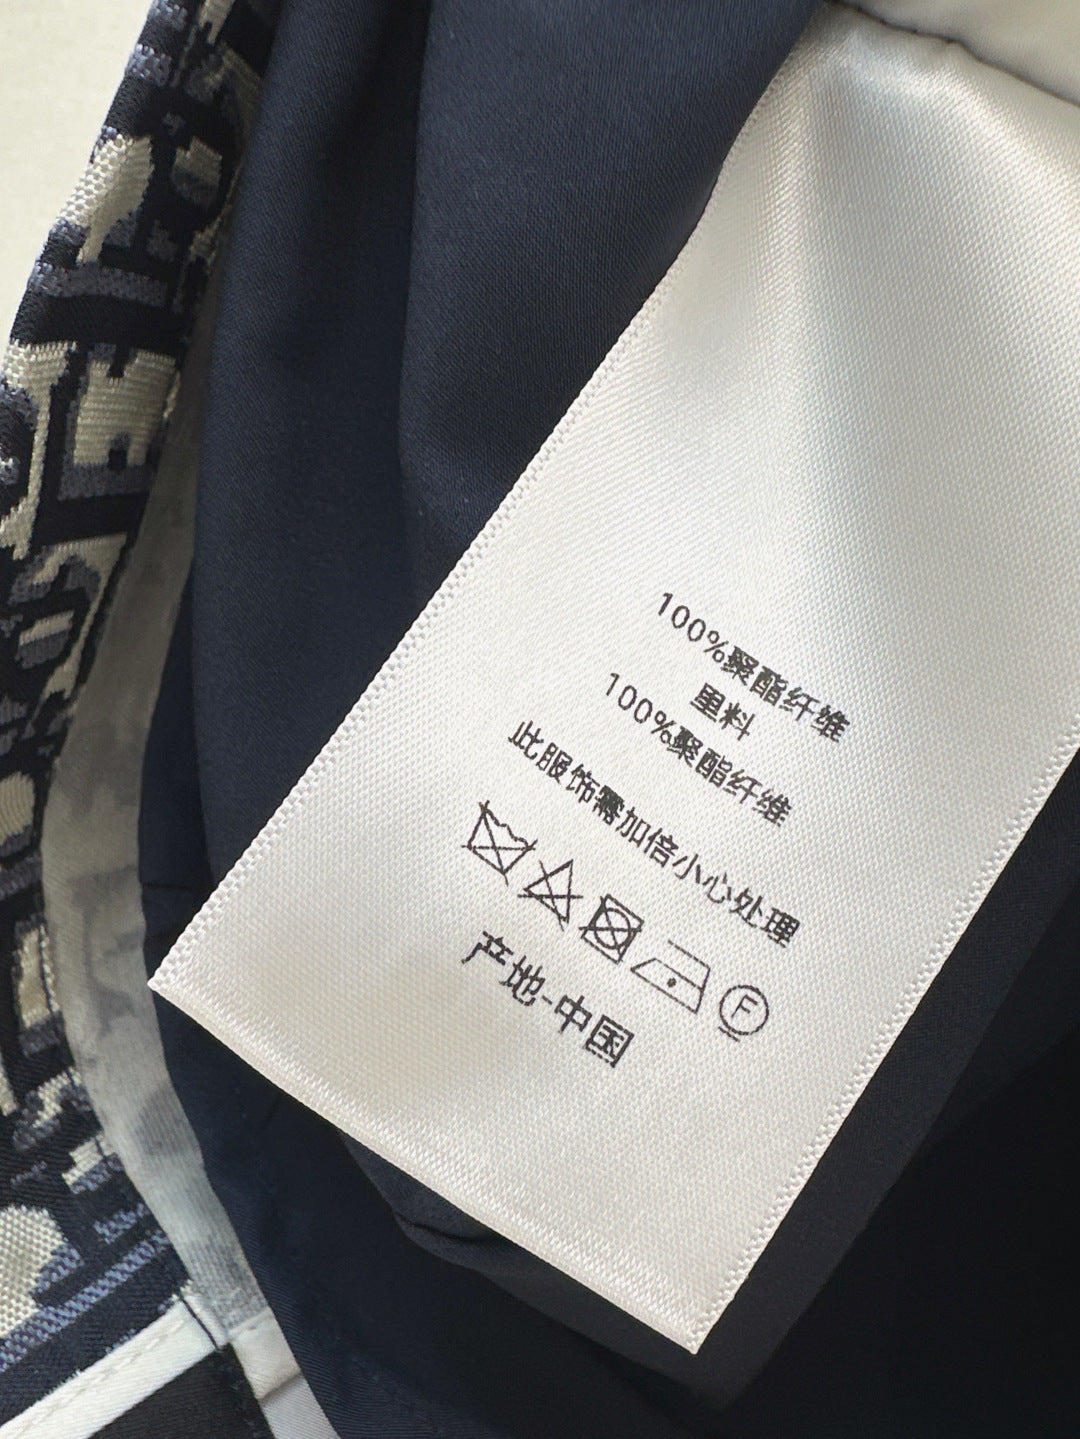 100%聚酯纤维
里料
100%聚酯纤维
此服饰需加倍小心处理
F
产地-中国